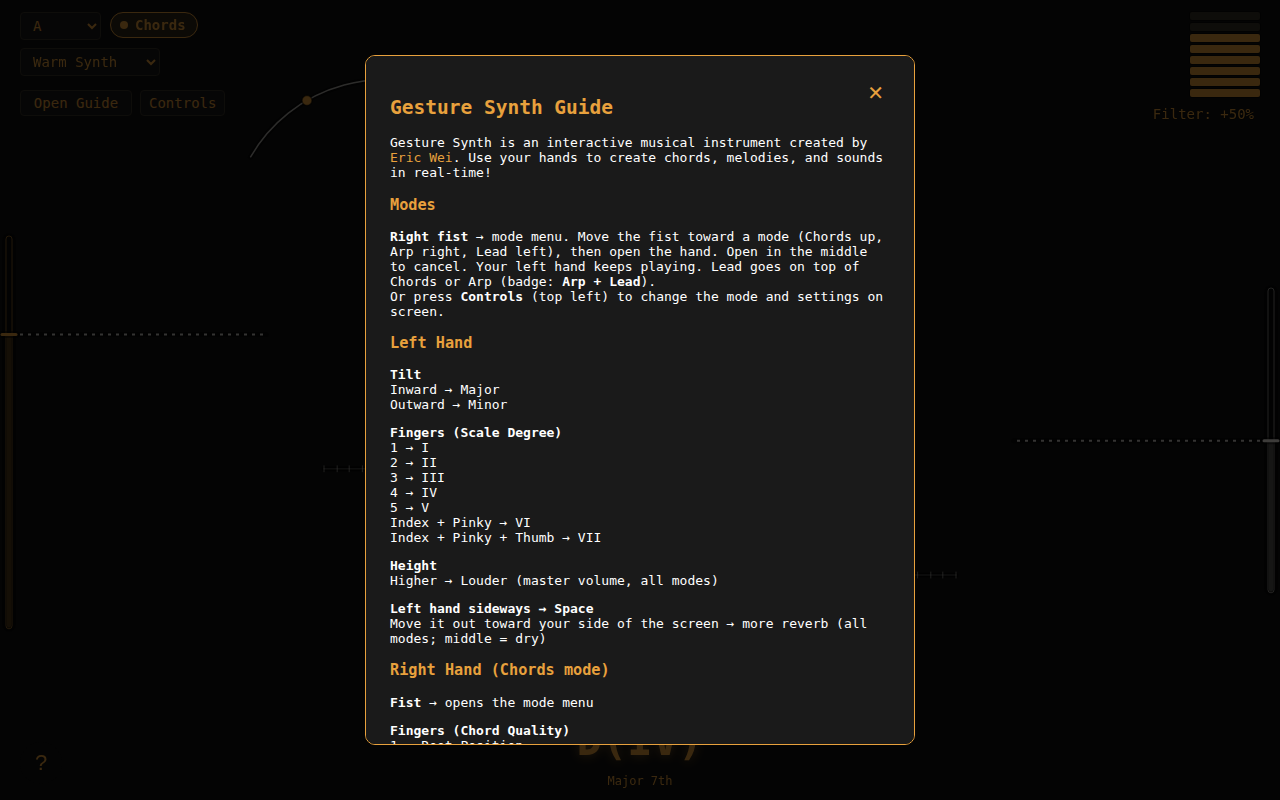 A
Chords
Warm Synth
Open Guide
Controls
Filter: +50%
✕
Gesture Synth Guide
Gesture Synth is an interactive musical instrument created by
Eric Wei. Use your hands to create chords, melodies, and sounds
in real-time!
Modes
Right fist → mode menu. Move the fist toward a mode (Chords up,
Arp right, Lead left), then open the hand. Open in the middle
to cancel. Your left hand keeps playing. Lead goes on top of
Chords or Arp (badge: Arp + Lead).
Or press Controls (top left) to change the mode and settings on
screen.
Left Hand
Tilt
Inward → Major
Outward → Minor
Fingers (Scale Degree)
1 → I
2 → II
3 → III
4 → IV
5 → V
Index + Pinky → VI
Index + Pinky + Thumb → VII
Height
Higher → Louder (master volume, all modes)
Left hand sideways → Space
Move it out toward your side of the screen → more reverb (all
modes; middle = dry)
Right Hand (Chords mode)
Fist → opens the mode menu
Fingers (Chord Quality)
1 → Root Position
D(IV)
Major 7th
?